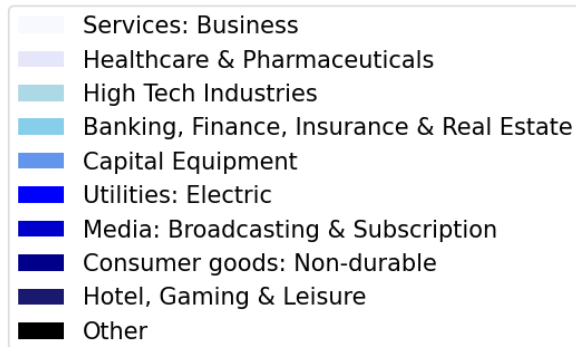 Services: Business
Healthcare & Pharmaceuticals
High Tech Industries
Banking, Finance, Insurance & Real Estate
Capital Equipment
Utilities: Electric
Media: Broadcasting & Subscription
Consumer goods: Non-durable
Hotel, Gaming & Leisure
Other